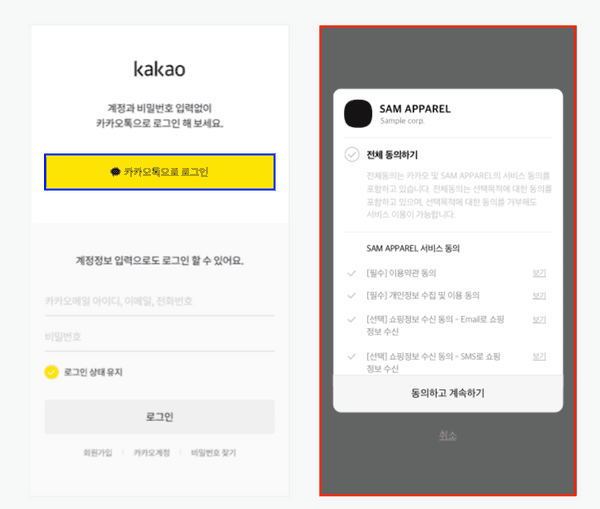 kakao
계정과 비밀번호 입력없이
카카오톡으로 로그인 해 보세요.
카카오톡으로 로그인
계정정보 입력으로도 로그인 할 수 있어요.
카카오메일 아이디, 이메일, 전화번호
비밀번호
로그인 상태 유지
로그인
회원가입
카카오계정
비밀번호 찾기
SAM APPAREL
Sample corp.
전체 동의하기
전체동의는 카카오 및 SAM APPAREL의 서비스 동의를
포함하고 있습니다. 전체동의는 선택목적에 대한 동의를
포함하고 있으며, 선택목적에 대한 동의를 거부해도
서비스 이용이 가능합니다.
SAM APPAREL 서비스 동의
[필수] 이용약관 동의 보기
[필수] 개인정보 수집 및 이용 동의 보기
[선택] 쇼핑정보 수신 동의 - Email로 쇼핑 보기
정보 수신
[선택] 쇼핑정보 수신 동의 - SMS로 쇼핑 보기
정보 수신
동의하고 계속하기
취소